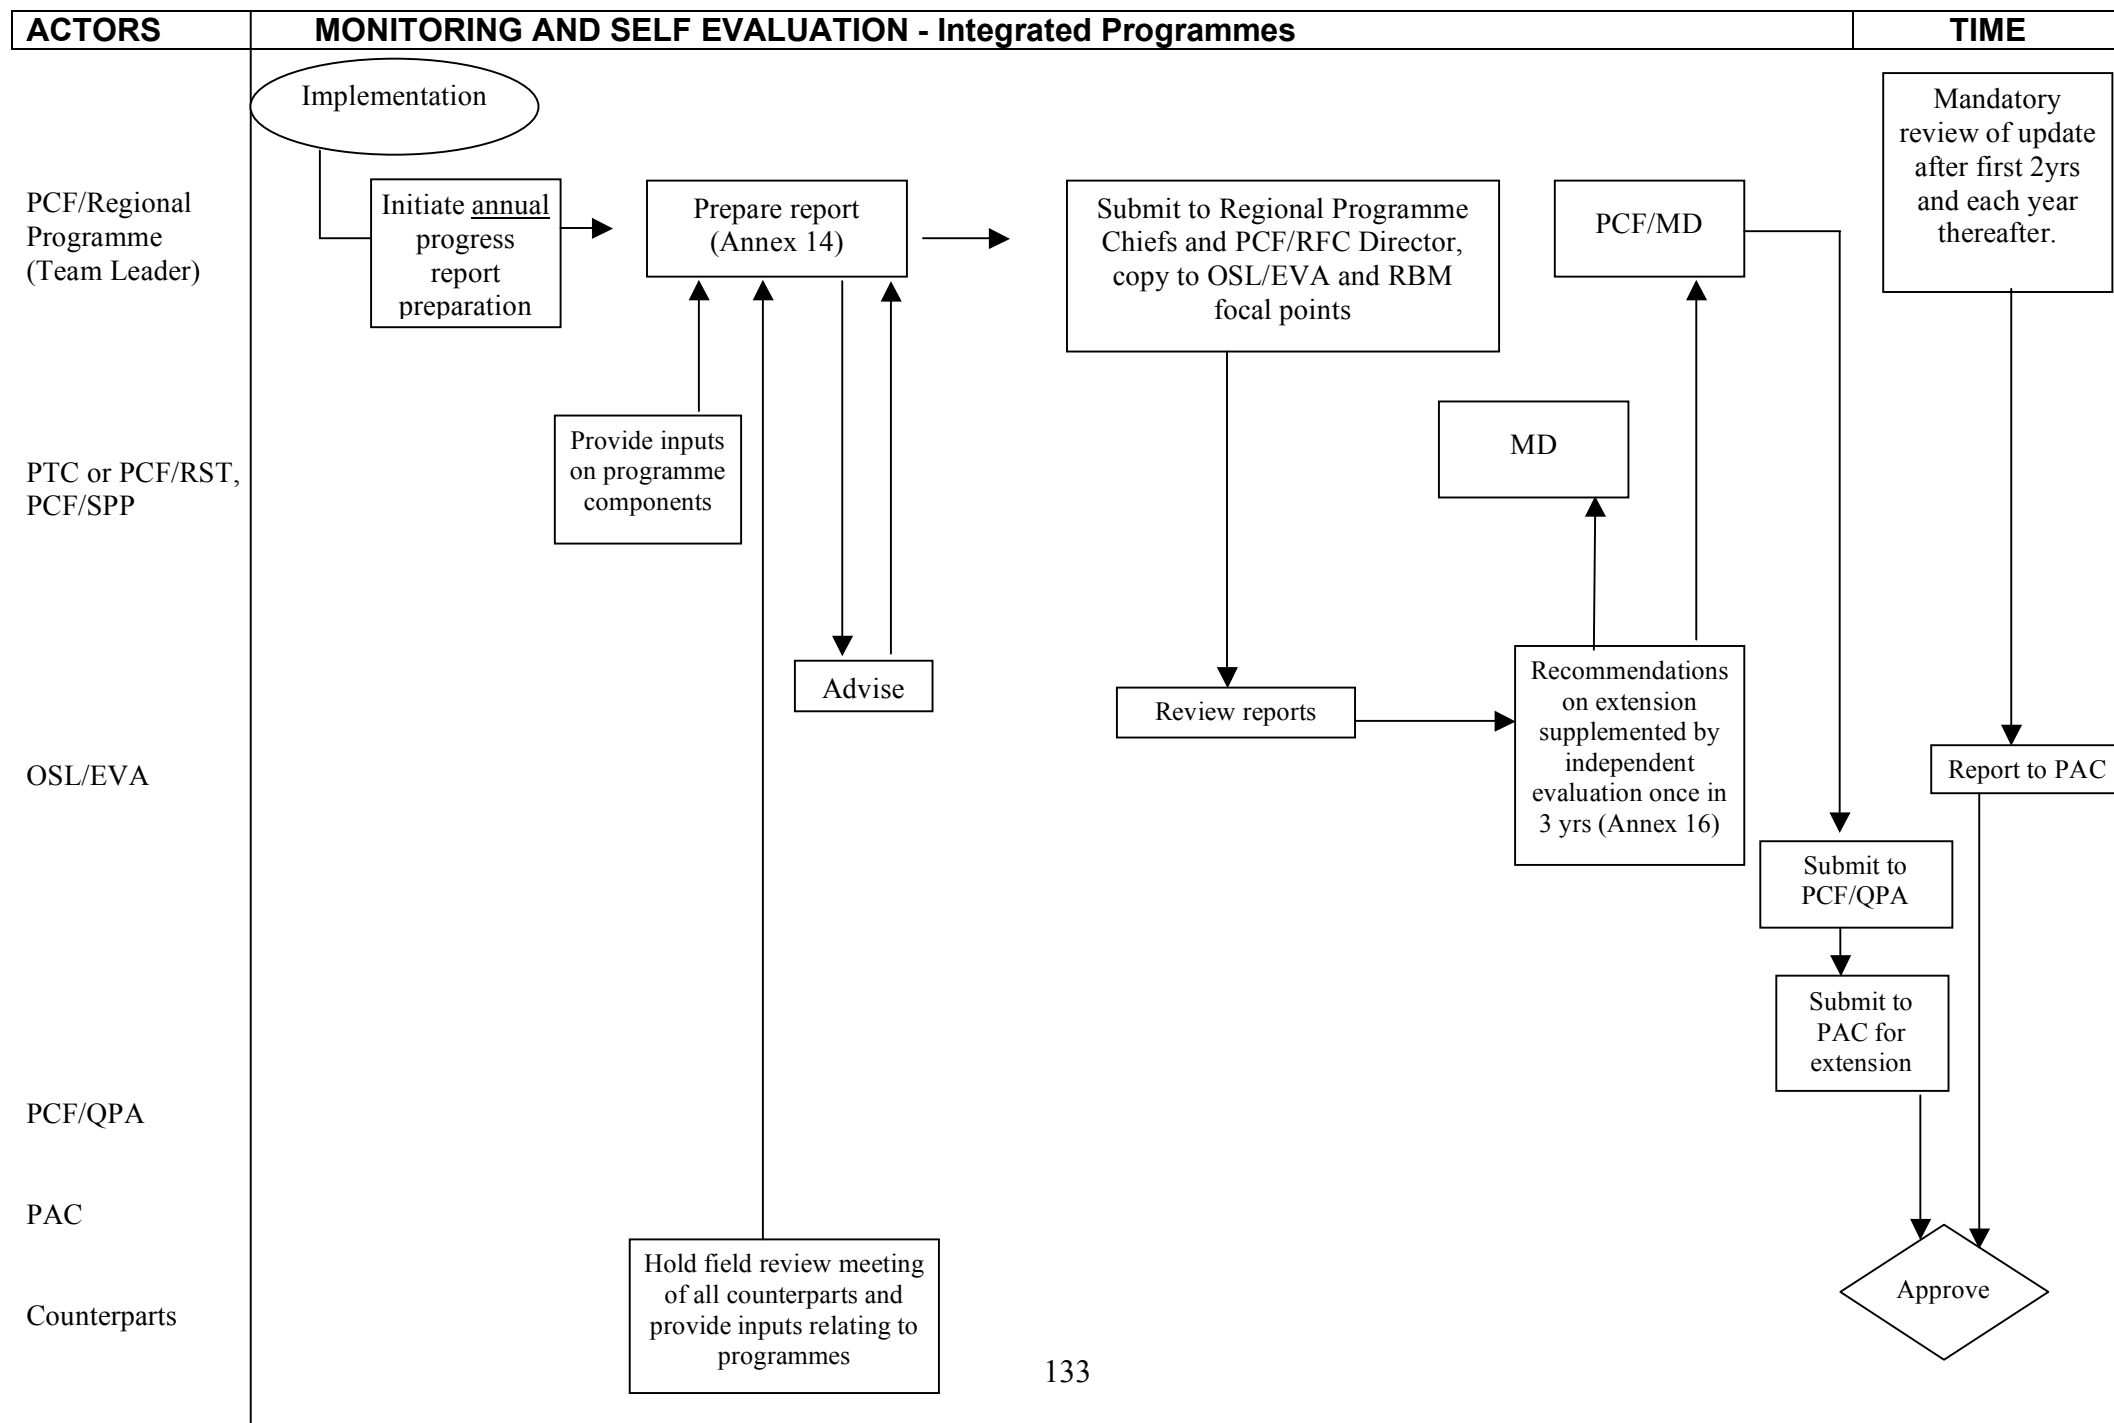 ACTORS
MONITORING AND SELF EVALUATION - Integrated Programmes
TIME
Implementation
Mandatory
review of update
after first 2yrs
and each year
thereafter.
PCF/Regional
Programme
(Team Leader)
Initiate annual
progress
report
preparation
Prepare report
(Annex 14)
Submit to Regional Programme
Chiefs and PCF/RFC Director,
copy to OSL/EVA and RBM
focal points
PCF/MD
PTC or PCF/RST,
PCF/SPP
Provide inputs
on programme
components
MD
Advise
Review reports
Recommendations
on extension
supplemented by
independent
evaluation once in
3 yrs (Annex 16)
OSL/EVA
Report to PAC
Submit to
PCF/QPA
Submit to
PAC for
extension
PCF/QPA
PAC
Counterparts
Hold field review meeting
of all counterparts and
provide inputs relating to
programmes
Approve
133